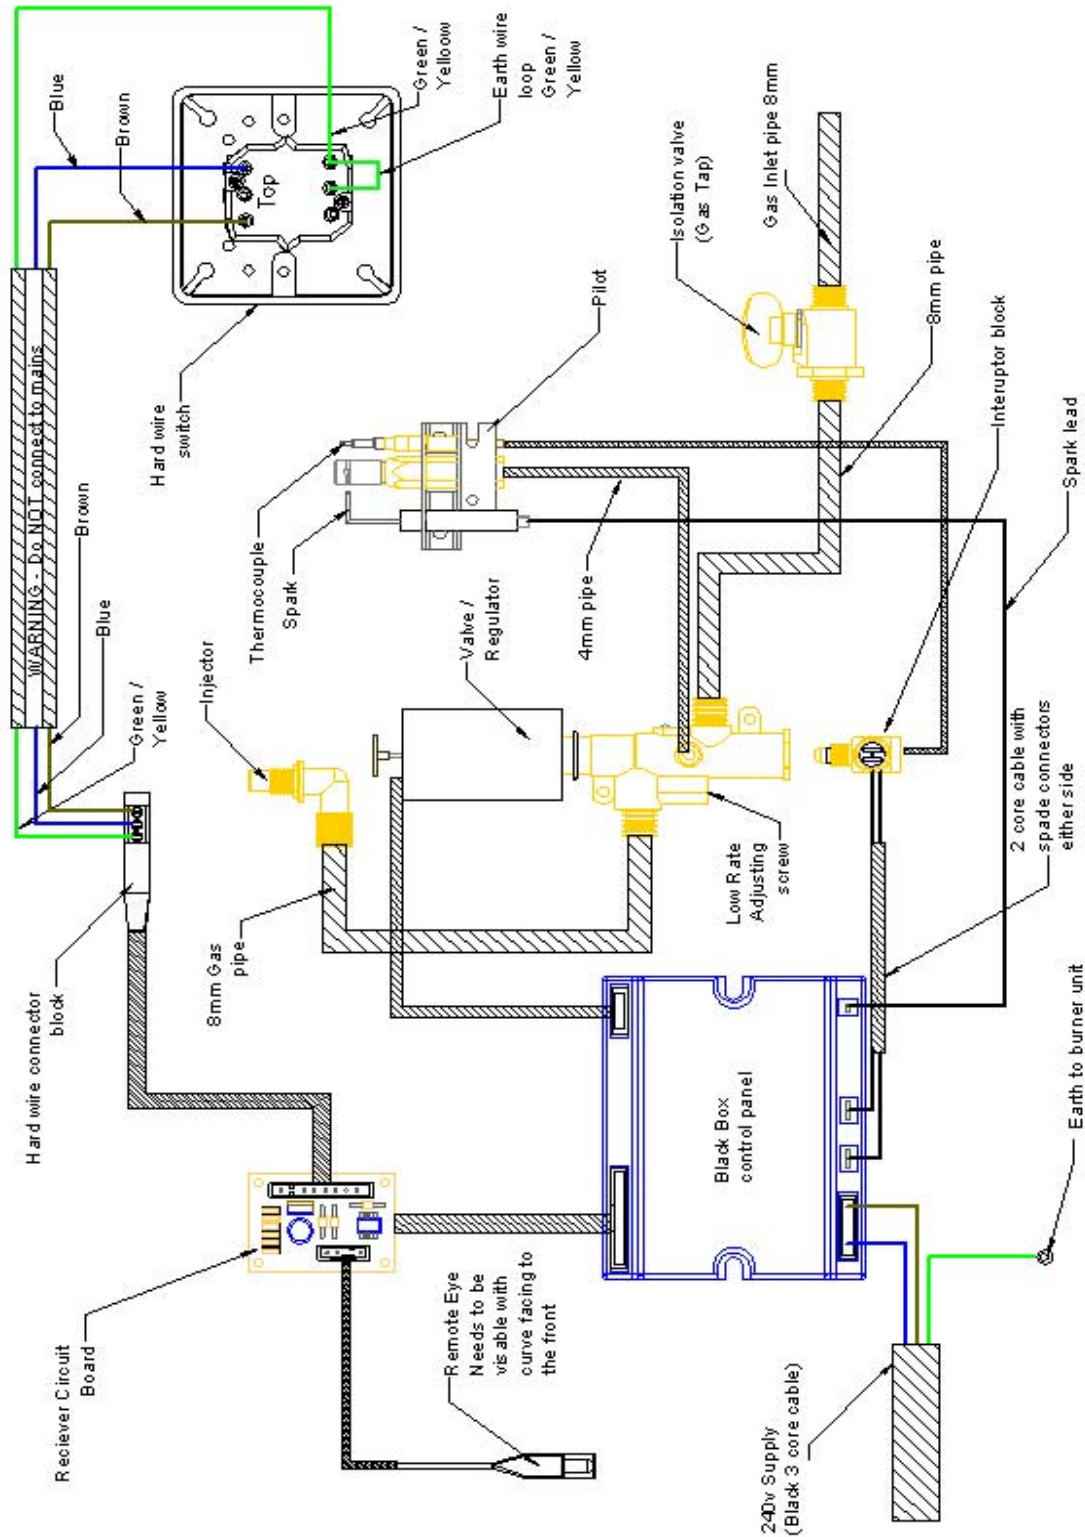 Hard wire connector
block
Reciever Circuit
Board
Remote Eye
Needs to be
visable with
curve facing to
the front
240v Supply
(Black 3 core cable)
Earth to burner unit
Black Box
control panel
8mm Gas
pipe
Injector
Green /
Yellow
Blue
Brown
WARNING - Do NOT connect to mains
Hard wire
switch
Brown
Blue
Top
Green /
Yelloow
Earth wire
loop
Green /
Yellow
Thermocouple
Spark
Valve /
Regulator
4mm pipe
Pilot
Isolation valve
(Gas Tap)
Gas Inlet pipe 8mm
8mm pipe
Interuptor block
Spark lead
Low Rate
Adjusting
screw
2 core cable with
spade connectors
either side